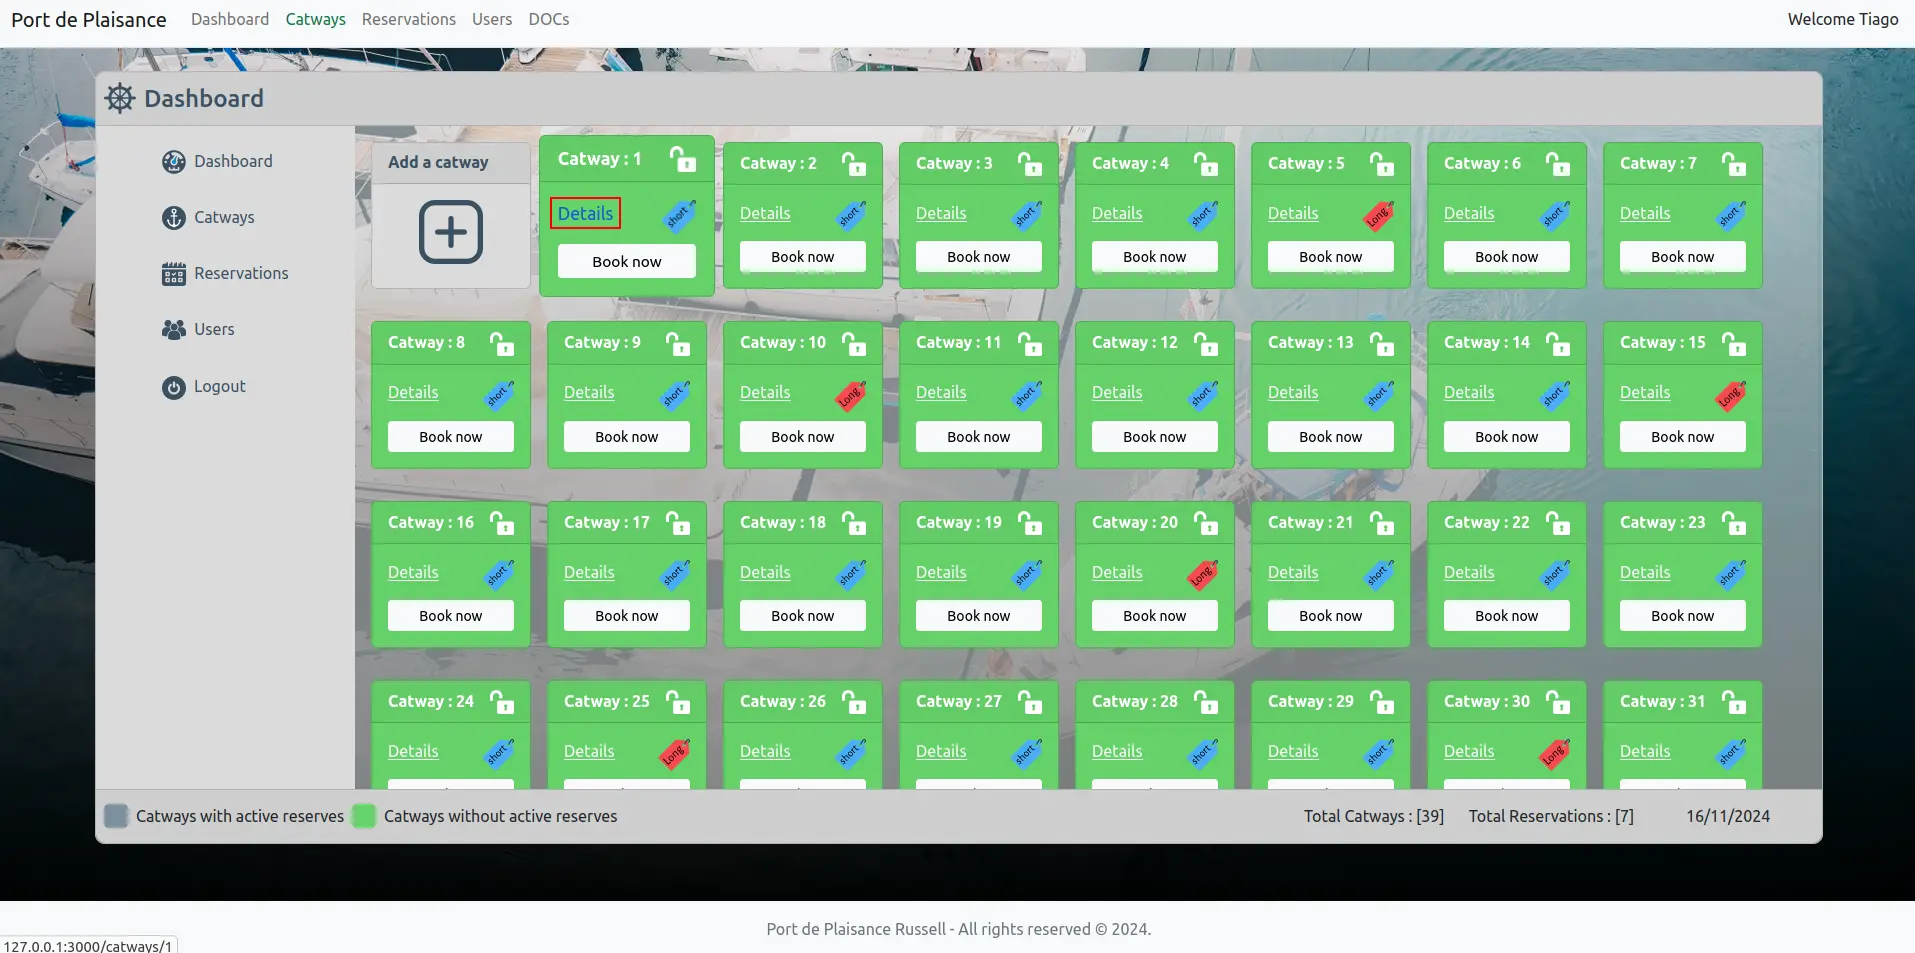 Port de Plaisance Dashboard Catways Reservations Users DOCs Welcome Tiago
Dashboard
Dashboard
Catways
Reservations
Users
Logout
Add a catway Catway : 1 Catway : 2 Catway : 3 Catway : 4 Catway : 5 Catway : 6 Catway : 7
Details short Details short Details short Details short Details Long Details short Details short
Book now Book now Book now Book now Book now Book now Book now
Catway : 8 Catway : 9 Catway : 10 Catway : 11 Catway : 12 Catway : 13 Catway : 14 Catway : 15
Details short Details short Details Long Details short Details short Details short Details short Details Long
Book now Book now Book now Book now Book now Book now Book now Book now
Catway : 16 Catway : 17 Catway : 18 Catway : 19 Catway : 20 Catway : 21 Catway : 22 Catway : 23
Details short Details short Details short Details short Details Long Details short Details short Details short
Book now Book now Book now Book now Book now Book now Book now Book now
Catway : 24 Catway : 25 Catway : 26 Catway : 27 Catway : 28 Catway : 29 Catway : 30 Catway : 31
Details short Details Long Details short Details short Details short Details short Details Long Details short
Catways with active reserves Catways without active reserves Total Catways : [39] Total Reservations : [7] 16/11/2024
Port de Plaisance Russell - All rights reserved © 2024.
127.0.0.1:3000/catways/1